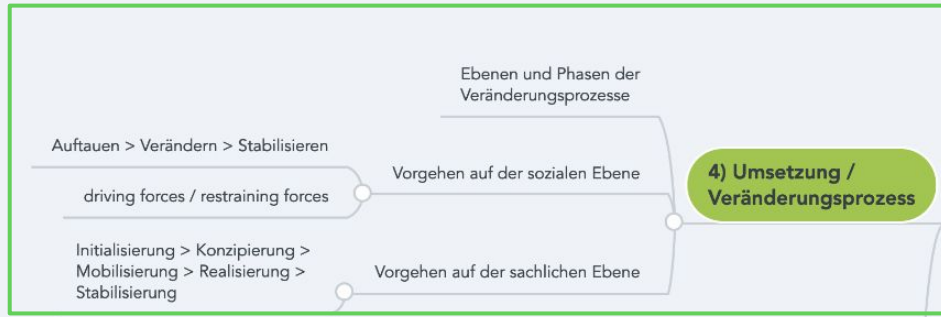 Ebenen und Phasen der
Veränderungsprozesse
Auftauen > Verändern > Stabilisieren
driving forces / restraining forces
Vorgehen auf der sozialen Ebene
4) Umsetzung /
Veränderungsprozess
Initialisierung > Konzipierung >
Mobilisierung > Realisierung >
Stabilisierung
Vorgehen auf der sachlichen Ebene